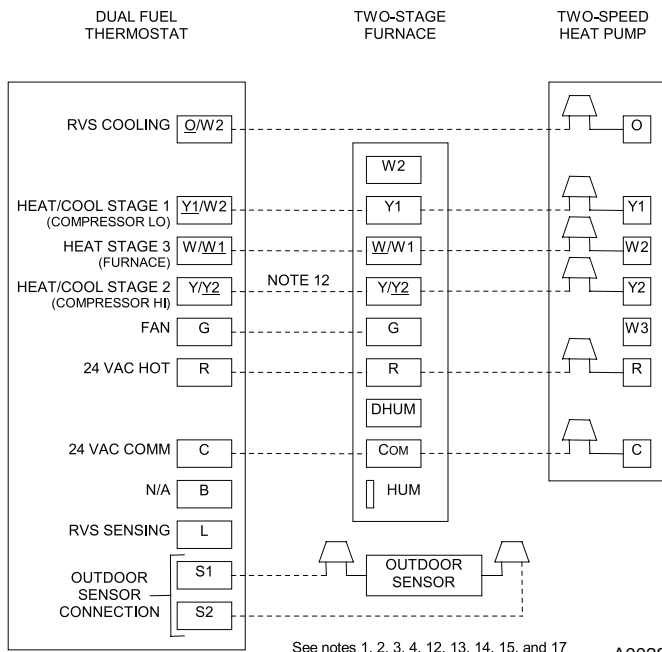 DUAL FUEL
THERMOSTAT
TWO-STAGE
FURNACE
TWO-SPEED
HEAT PUMP
RVS COOLING O/W2 O
W2
HEAT/COOL STAGE 1
(COMPRESSOR LO)
Y1/W2 Y1 Y1
HEAT STAGE 3
(FURNACE)
W/W1 W/W1 W2
HEAT/COOL STAGE 2
(COMPRESSOR HI)
Y/Y2 NOTE 12 Y/Y2 Y2
FAN G G W3
24 VAC HOT R R R
DHUM
24 VAC COMM C COM C
N/A B HUM
RVS SENSING L
OUTDOOR
SENSOR
CONNECTION
S1
S2
OUTDOOR
SENSOR
See notes 1, 2, 3, 4, 12, 13, 14, 15, and 17